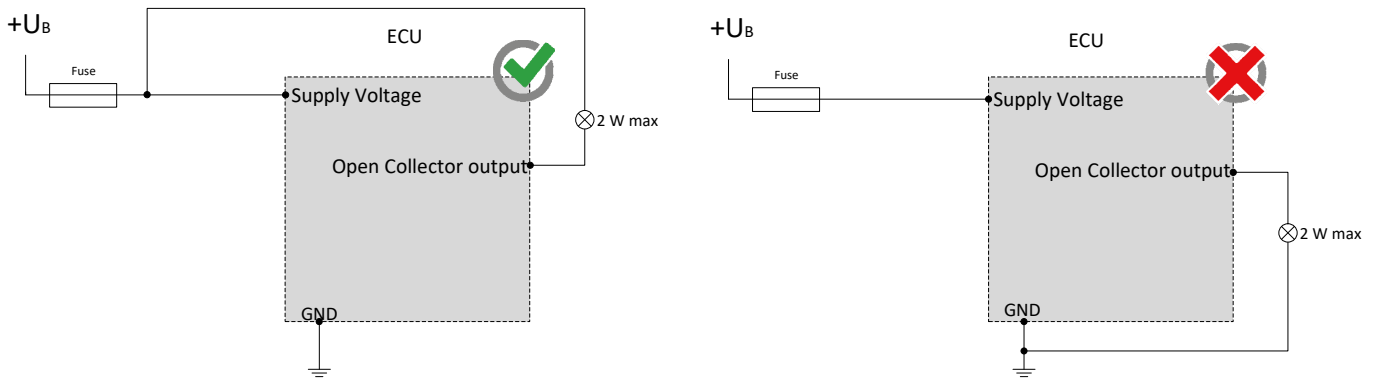 +UB
Fuse
ECU
Supply Voltage
2 W max
Open Collector output
GND
+UB
Fuse
ECU
Supply Voltage
Open Collector output
2 W max
GND